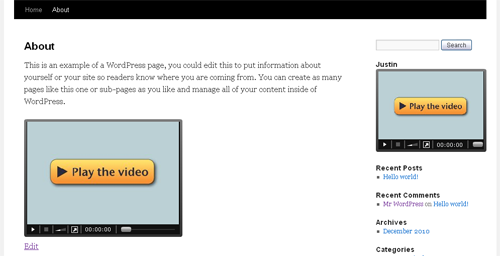 Home About
About
This is an example of a WordPress page, you could edit this to put information about
yourself or your site so readers know where you are coming from. You can create as many
pages like this one or sub-pages as you like and manage all of your content inside of
WordPress.
Play the video
00:00:00
Edit
Search
Justin
Play the video
00:00:00
Recent Posts
Hello world!
Recent Comments
Mr WordPress on Hello world!
Archives
December 2010
Categories